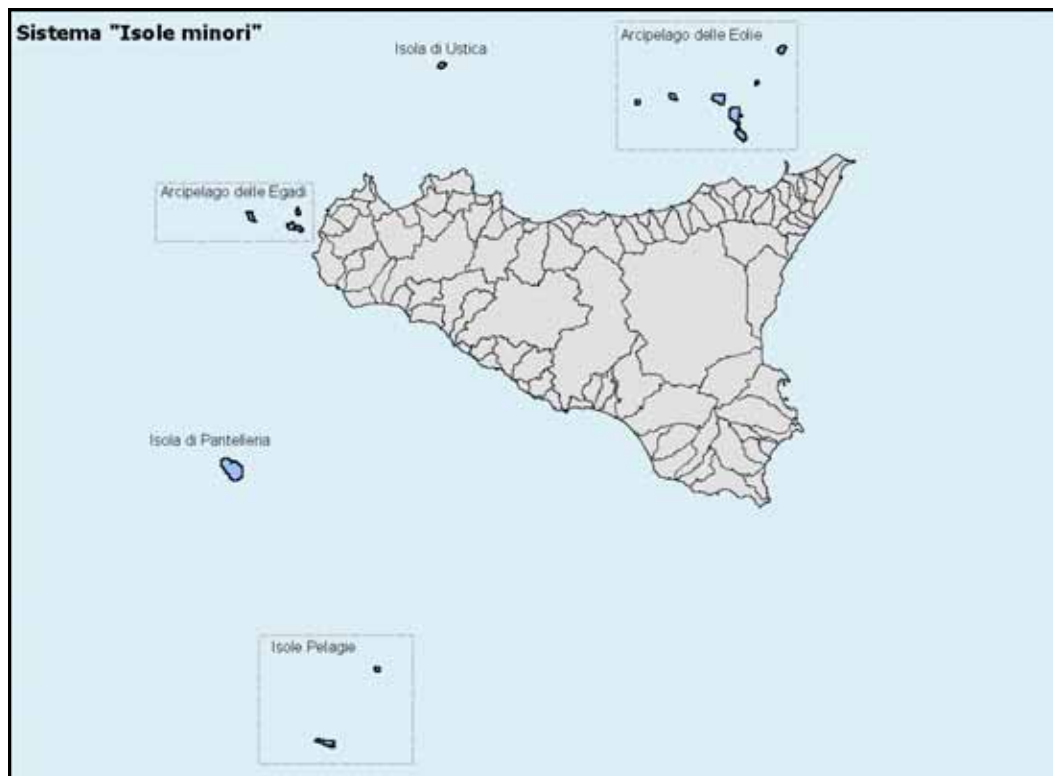 Sistema "Isole minori"
Isola di Ustica
Arcipelago delle Eolie
Arcipelago delle Egadi
Isola di Pantelleria
Isole Pelagie